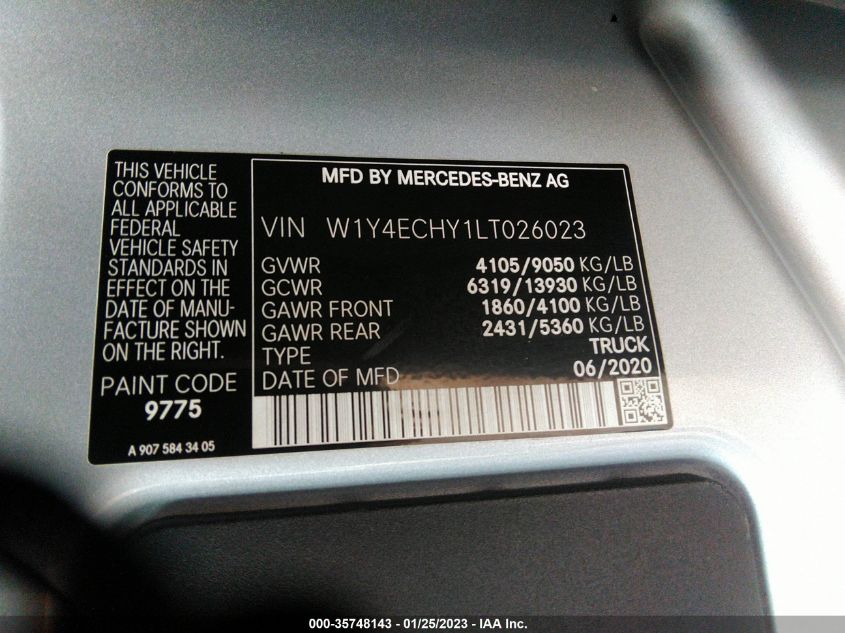 THIS VEHICLE
CONFORMS TO
ALL APPLICABLE
FEDERAL
VEHICLE SAFETY
STANDARDS IN
EFFECT ON THE
DATE OF MANU-
FACTURE SHOWN
ON THE RIGHT.
PAINT CODE
9775
A 907 584 34 05
MFD BY MERCEDES-BENZ AG
VIN W1Y4ECHY1LT026023
GVWR 4105/9050 KG/LB
GCWR 6319/13930 KG/LB
GAWR FRONT 1860/4100 KG/LB
GAWR REAR 2431/5360 KG/LB
TYPE TRUCK
DATE OF MFD 06/2020
000-35748143 - 01/25/2023 - IAA Inc.